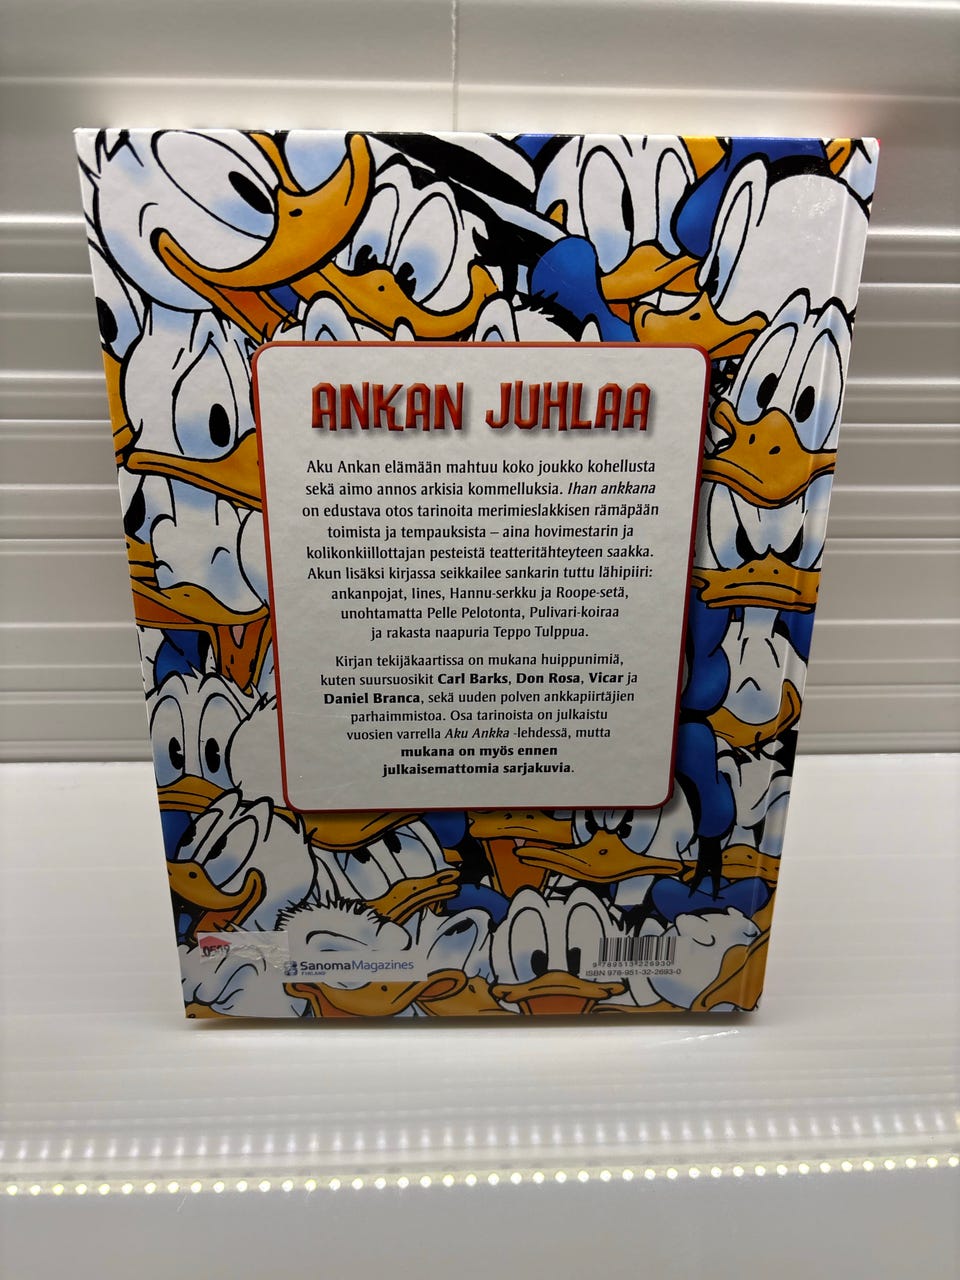 ANKAN JUHLAA
Aku Ankan elämään mahtuu koko joukko kohellusta
sekä aimo annos arkisia kommelluksia. Ihan ankkana
on edustava otos tarinoita merimieslakkisen rämäpään
toimista ja tempauksista – aina hovimestarin ja
kolikonkiillottajan pesteistä teatteritähteyteen saakka.
Akun lisäksi kirjassa seikkailee sankarin tuttu lähipiiri:
ankanpojat, Iines, Hannu-serkku ja Roope-setä,
unohtamatta Pelle Pelotonta, Pulivari-koiraa
ja rakasta naapuria Teppo Tulppua.
Kirjan tekijäkaartissa on mukana huippunimiä,
kuten suursuosikit Carl Barks, Don Rosa, Vicar ja
Daniel Branca, sekä uuden polven ankkapiirtäjien
parhaimmistoa. Osa tarinoista on julkaistu
vuosien varrella Aku Ankka -lehdessä, mutta
mukana on myös ennen
julkaisemattomia sarjakuvia.
SanomaMagazines
FINLAND
9 789513 226930
ISBN 978-951-32-2693-0